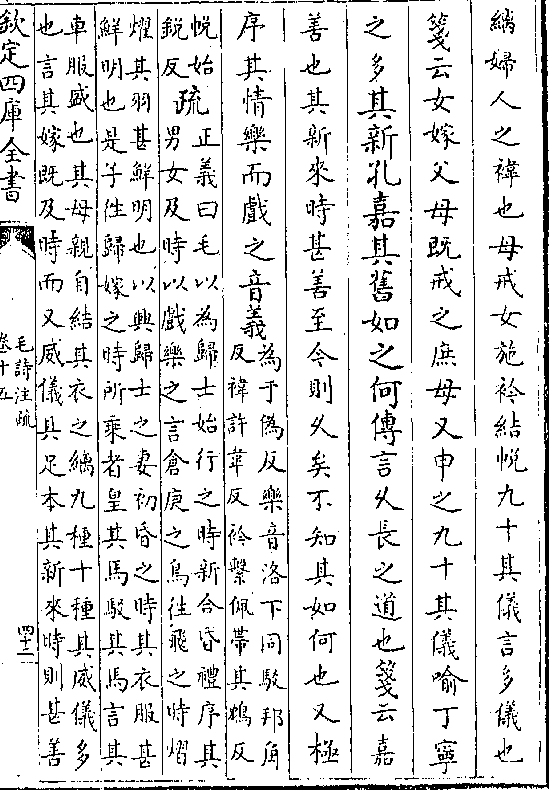 縭婦人之褘也母戒女施衿結帨九十其儀言多儀也
箋云女嫁父母既戒之庶母又申之九十其儀喻丁寧
之多其新孔嘉其舊如之何傳言乆長之道也箋云嘉
善也其新來時甚善至今則乆矣不知其如何也又極
序其情樂而戲之音義為于偽反樂音洛下同駁邦角
反褘許韋反衿繫佩帶其鴆反
帨始
鋭反疏正義曰毛以為歸士始行之時新合昏禮序其
男女及時以戲樂之言倉庚之鳥往飛之時熠
燿其羽甚鮮明也以興歸士之妻初昏之時其衣服甚
鮮明也是子往歸嫁之時所乘者皇其馬駁其馬言其
車服盛也其母親自結其衣之縭九種十種其威儀多
也言其嫁既及時而又威儀具足本其新來時則甚善
欽定四庫全書
毛詩注疏
卷十五
四十二